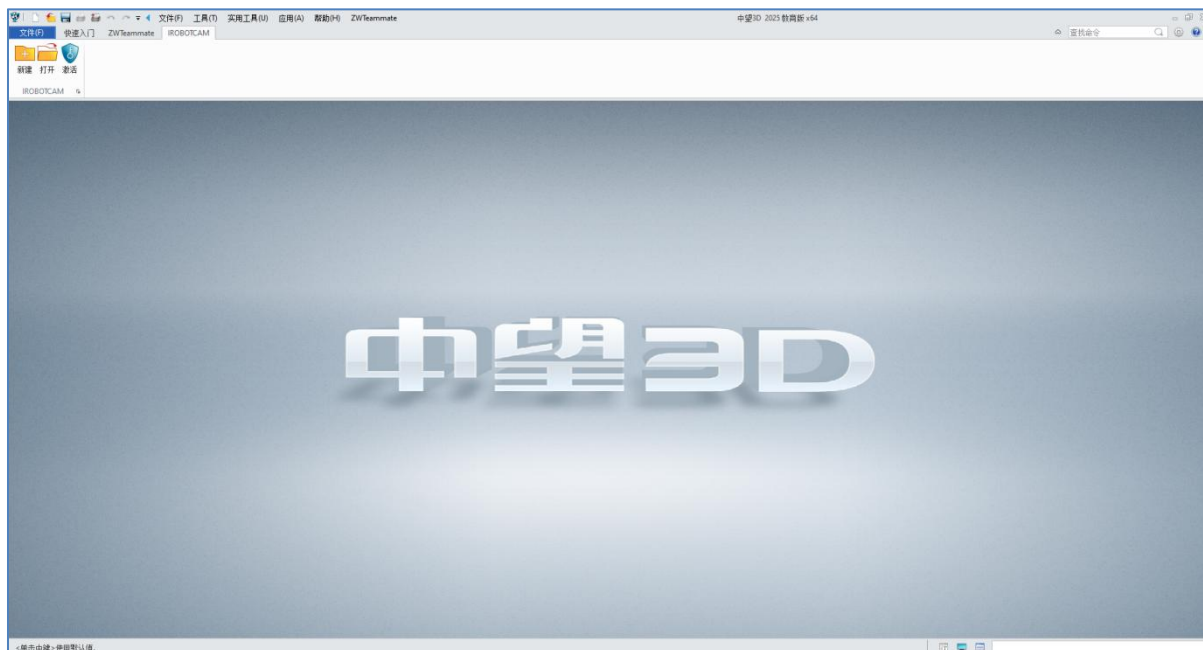 文件(F) 工具(T) 实用工具(U) 应用(A) 帮助(H) ZWTeammate 中望3D 2025 教育版 x64
文件(F) 快速入门 ZWTeammate IROBOTCAM 查找命令
新建 打开 激活
IROBOTCAM
中望3D
<单击中键>使用默认值.